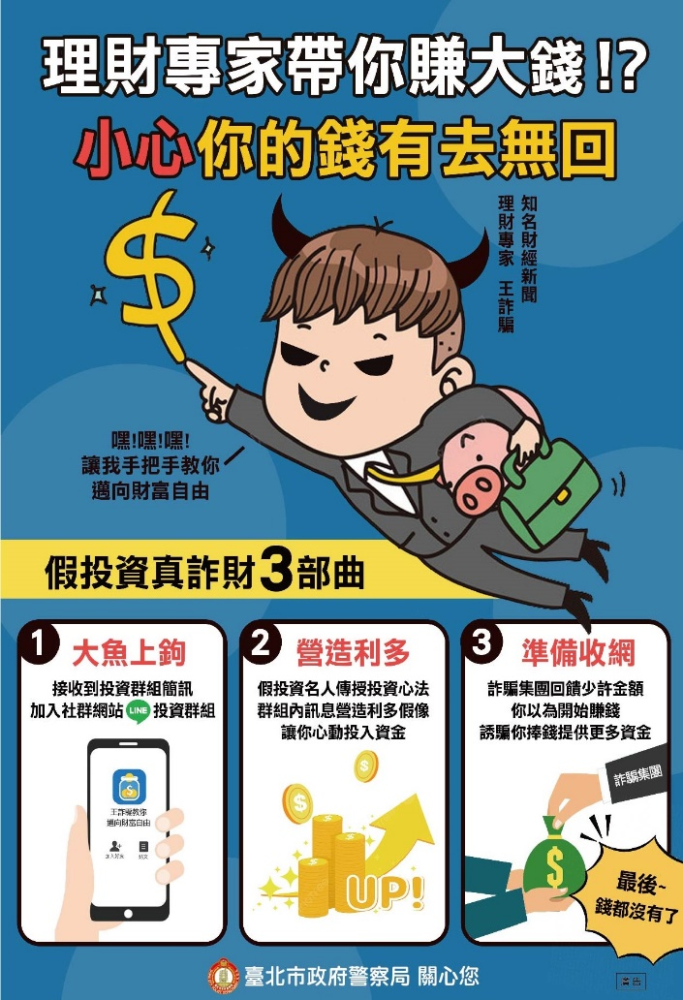 理財專家帶你賺大錢!?
小心你的錢有去無回
知名財經新聞
理財專家 王詐騙
嘿!嘿!嘿!
讓我手把手教你
邁向財富自由
假投資真詐財3部曲
1 大魚上鉤
接收到投資群組簡訊
加入社群網站 LINE 投資群組
王詐騙教你
邁向財富自由
加入好友 貼文
2 營造利多
假投資名人傳授投資心法
群組內訊息營造利多假像
讓你心動投入資金
UP!
3 準備收網
詐騙集團回饋少許金額
你以為開始賺錢
誘騙你捧錢提供更多資金
詐騙集團
最後~
錢都沒有了
臺北市政府警察局 關心您
廣告